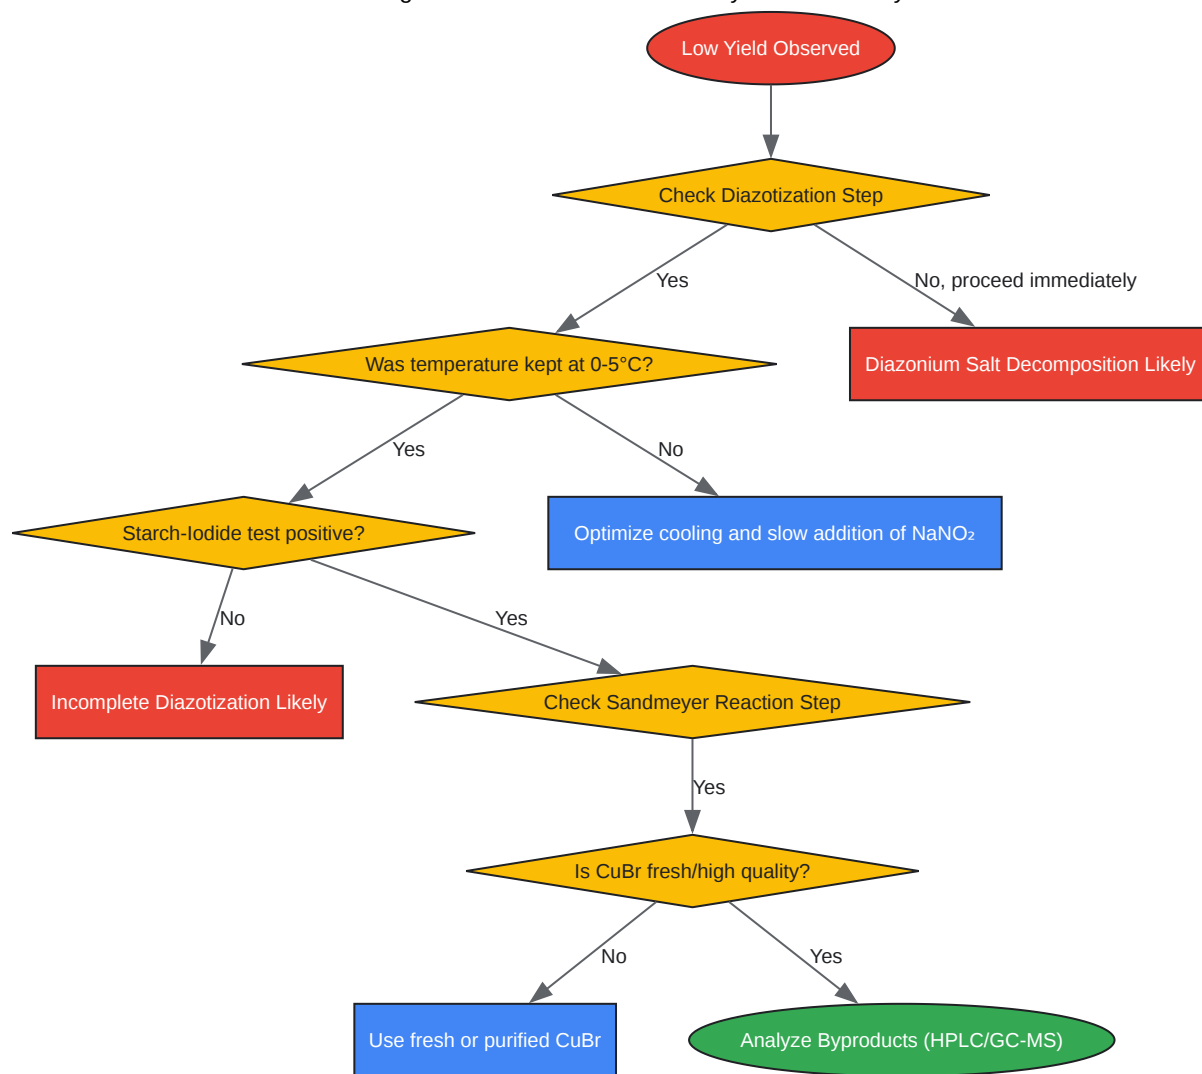 Low Yield Observed
Check Diazotization Step
Yes
No, proceed immediately
Was temperature kept at 0-5°C?
Diazonium Salt Decomposition Likely
Yes
No
Starch-Iodide test positive?
Optimize cooling and slow addition of NaNO₂
No
Yes
Incomplete Diazotization Likely
Check Sandmeyer Reaction Step
Yes
Is CuBr fresh/high quality?
No
Yes
Use fresh or purified CuBr
Analyze Byproducts (HPLC/GC-MS)